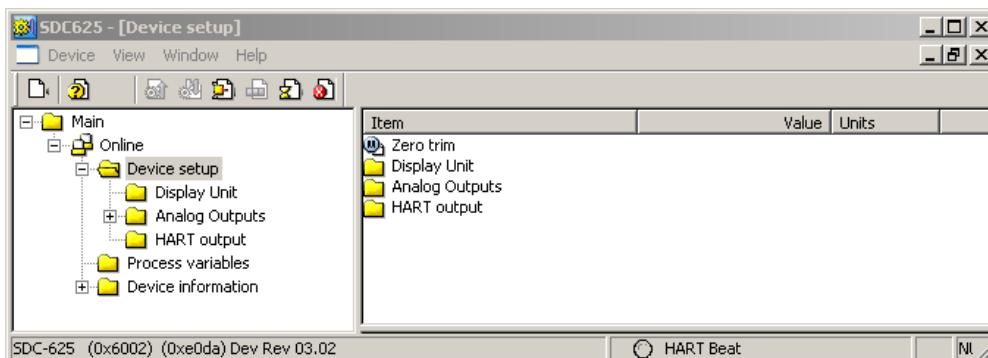 SDC625 - [Device setup]
Device View Window Help
Main
Online
Device setup
Display Unit
Analog Outputs
HART output
Process variables
Device information
Item Value Units
Zero trim
Display Unit
Analog Outputs
HART output
SDC-625 (0x6002) (0xe0da) Dev Rev 03.02
HART Beat